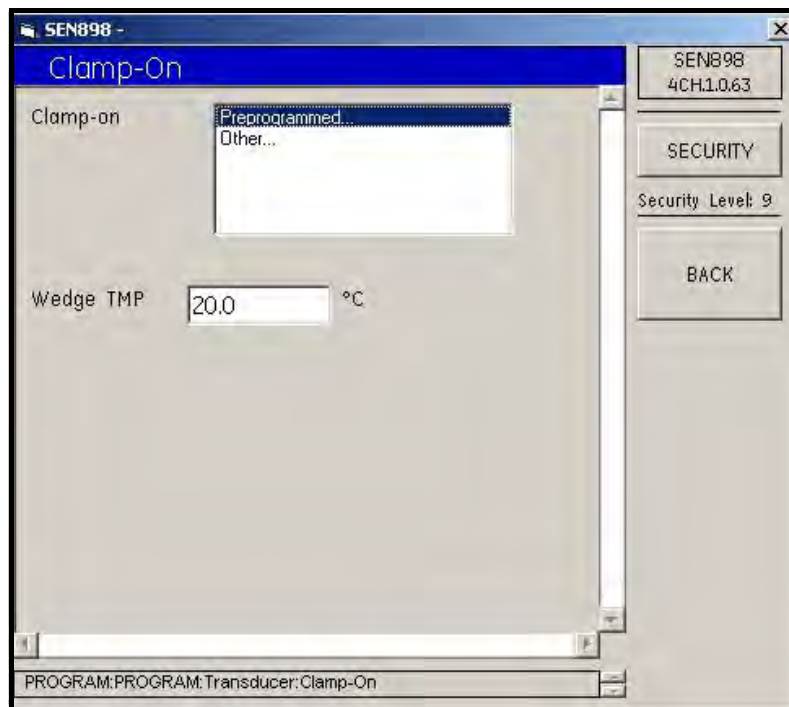 SEN898 -
Clamp-On
SEN898
4CH.1.0.63
Clamp-on
Preprogrammed...
Other...
SECURITY
Security Level: 9
BACK
Wedge TMP
20.0
°C
PROGRAM:PROGRAM:Transducer:Clamp-On